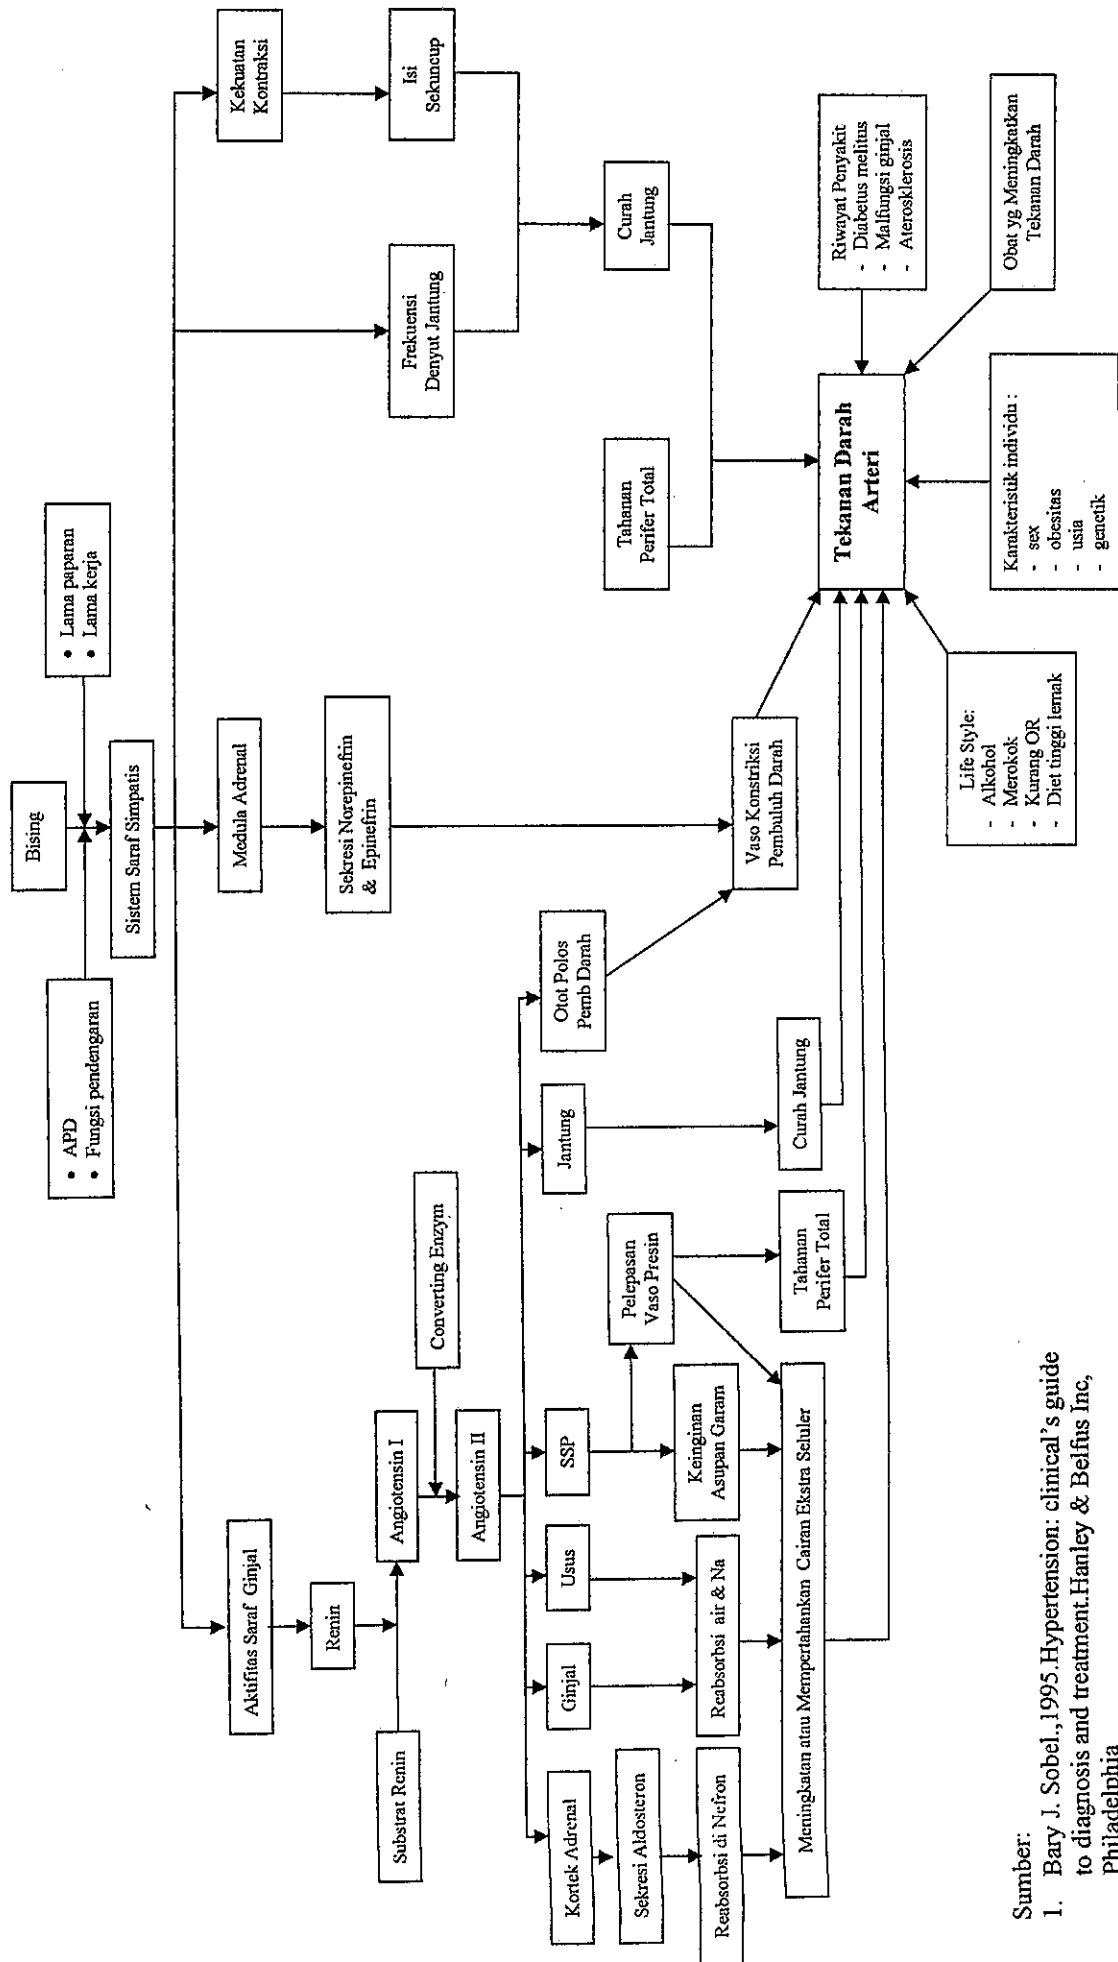 Bising
• APD
• Fungsi pendengaran
• Lama paparan
• Lama kerja
Sistem Saraf Simpatis
Aktifitas Saraf Ginjal
Medula Adrenal
Kekuatan
Kontraksi
Renin
Sekresi Norepinefrin
& Epinefrin
Frekuensi
Denyut Jantung
Isi
Sekuncup
Substrat Renin
Angiotensin I
Converting Enzym
Angiotensin II
Kortek Adrenal
Ginjal
Usus
SSP
Jantung
Otot Polos
Pemb Darah
Tahanan
Perifer Total
Curah
Jantung
Sekresi Aldosteron
Pelepasan
Vaso Presin
Reabsorbsi di Nefron
Reabsorbsi air & Na
Keinginan
Asupan Garam
Vaso Konstriksi
Pembuluh Darah
Meningkatan atau Mempertahankan Cairan Ekstra Seluler
Tahanan
Perifer Total
Curah Jantung
Tekanan Darah
Arteri
Riwayat Penyakit
- Diabetus melitus
- Malfungsi ginjal
- Aterosklerosis
Life Style:
- Alkohol
- Merokok
- Kurang OR
- Diet tinggi lemak
Karakteristik individu :
- sex
- obesitas
- usia
- genetik
Obat yg Meningkatkan
Tekanan Darah
Sumber:
1. Bary J. Sobel.,1995.Hypertension: clinical's guide
to diagnosis and treatment.Hanley & Belfus Inc,
Philadelphia